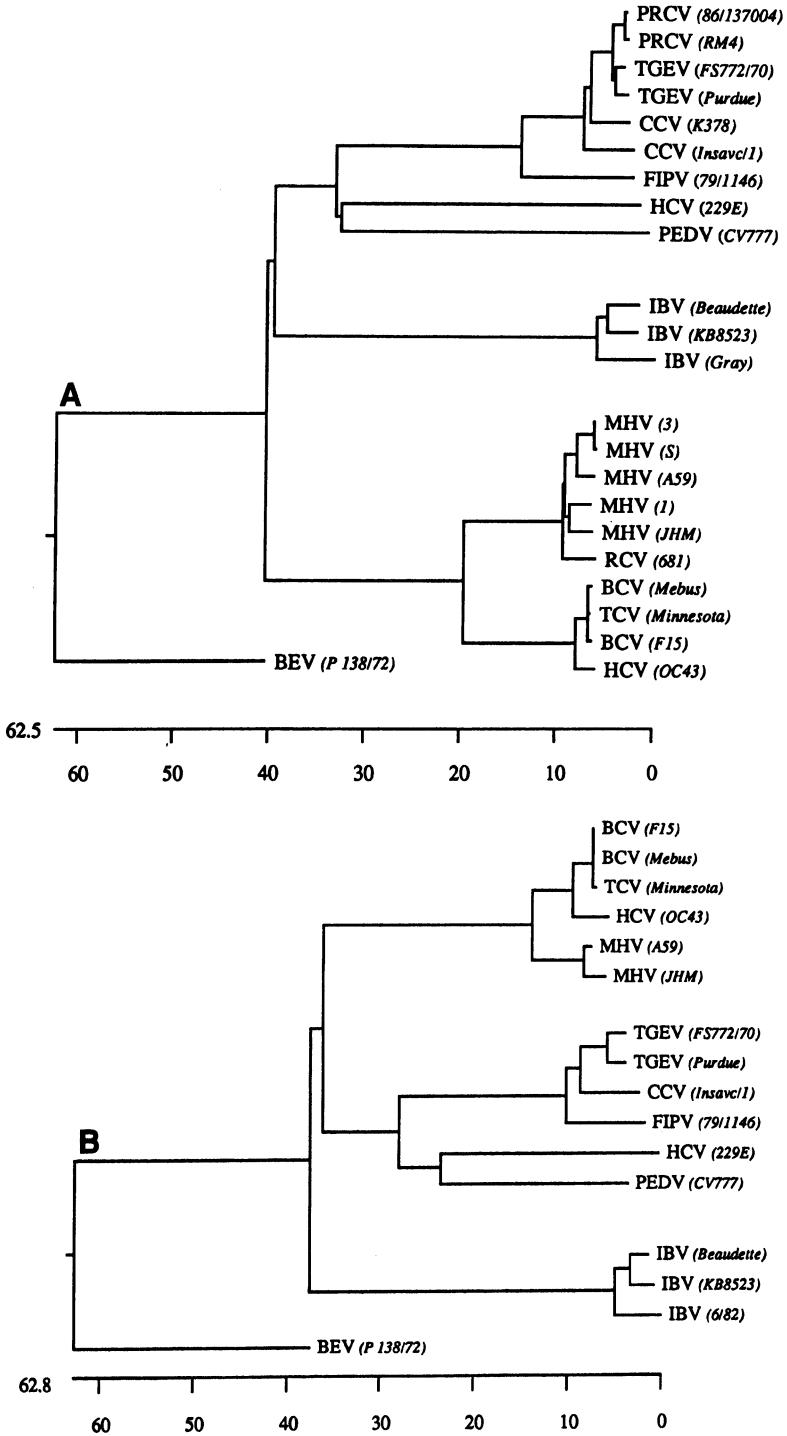 PRCV (86/137004)
PRCV (RM4)
TGEV (FS772/70)
TGEV (Purdue)
CCV (K378)
CCV (Insavc/1)
FIPV (79/1146)
HCV (229E)
PEDV (CV777)
IBV (Beaudette)
IBV (KB8523)
IBV (Gray)
A
MHV (3)
MHV (S)
MHV (A59)
MHV (1)
MHV (JHM)
RCV (681)
BCV (Mebus)
TCV (Minnesota)
BCV (F15)
HCV (OC43)
BEV (P 138/72)
62.5
60 50 40 30 20 10 0
BCV (F15)
BCV (Mebus)
TCV (Minnesota)
HCV (OC43)
MHV (A59)
MHV (JHM)
TGEV (FS772/70)
TGEV (Purdue)
CCV (Insavc/1)
FIPV (79/1146)
B
HCV (229E)
PEDV (CV777)
IBV (Beaudette)
IBV (KB8523)
IBV (6/82)
BEV (P 138/72)
62.8
60 50 40 30 20 10 0